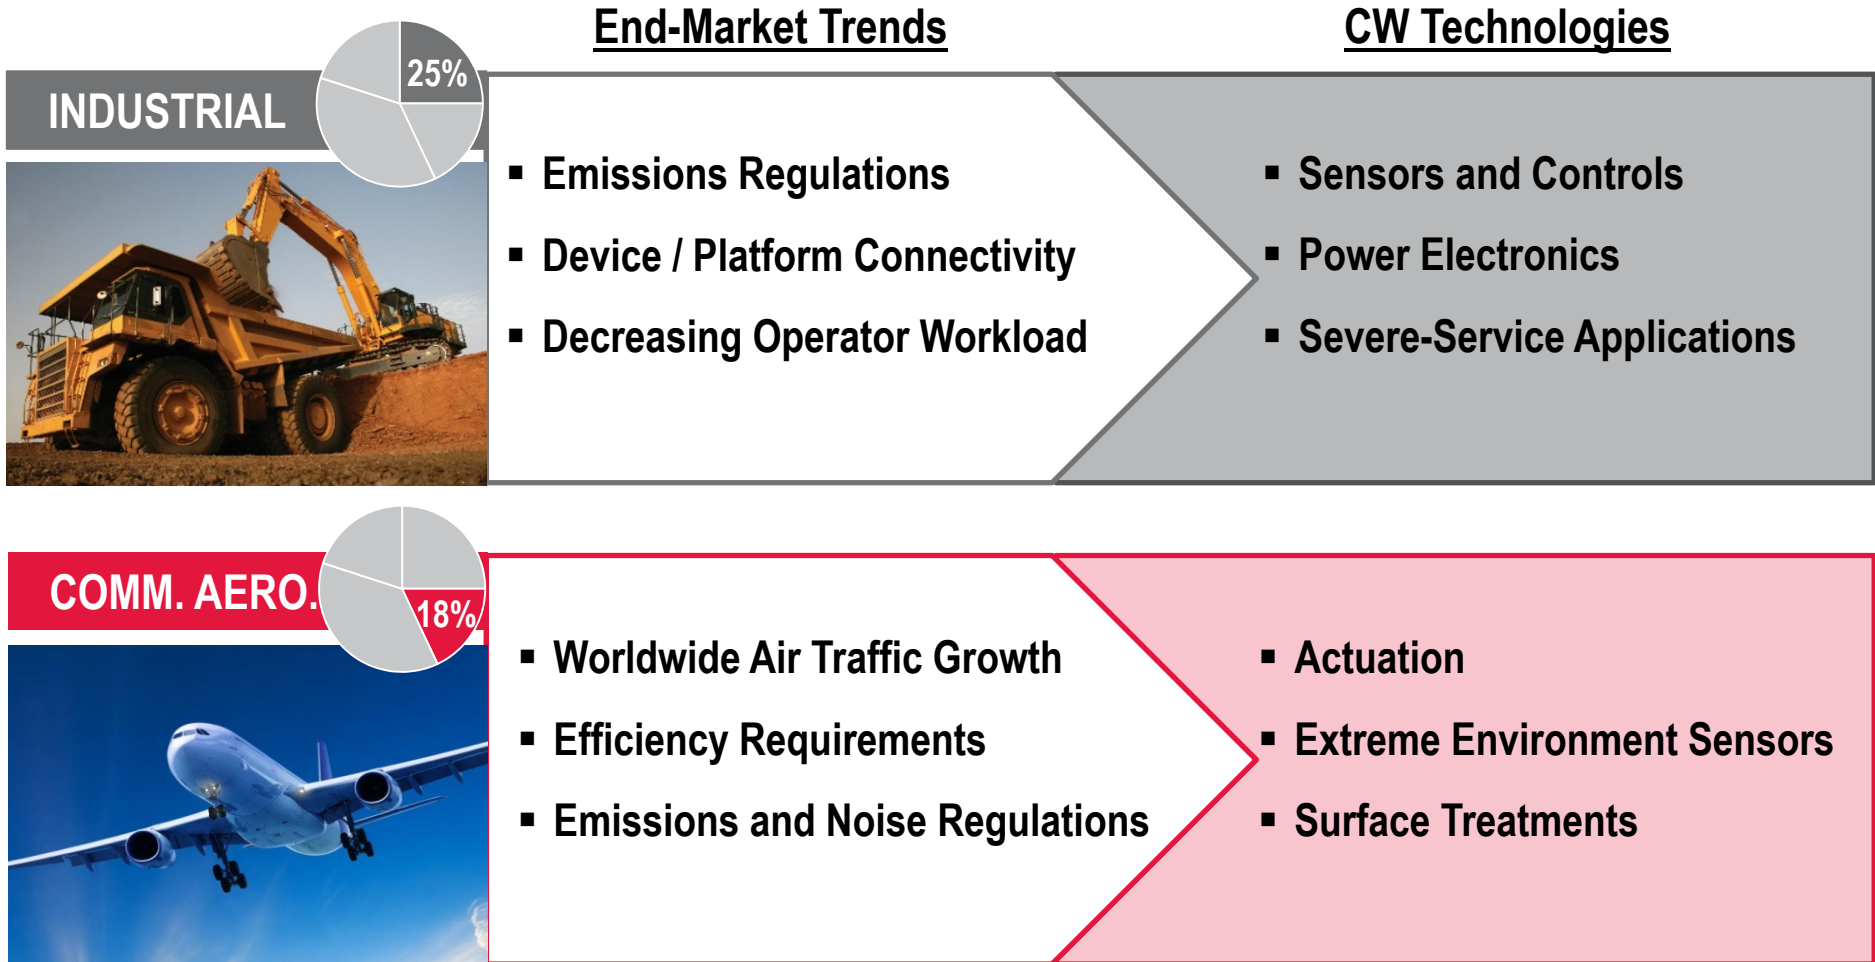 End-Market Trends
CW Technologies
INDUSTRIAL
25%
▪ Emissions Regulations
▪ Device / Platform Connectivity
▪ Decreasing Operator Workload
▪ Sensors and Controls
▪ Power Electronics
▪ Severe-Service Applications
COMM. AERO.
18%
▪ Worldwide Air Traffic Growth
▪ Efficiency Requirements
▪ Emissions and Noise Regulations
▪ Actuation
▪ Extreme Environment Sensors
▪ Surface Treatments